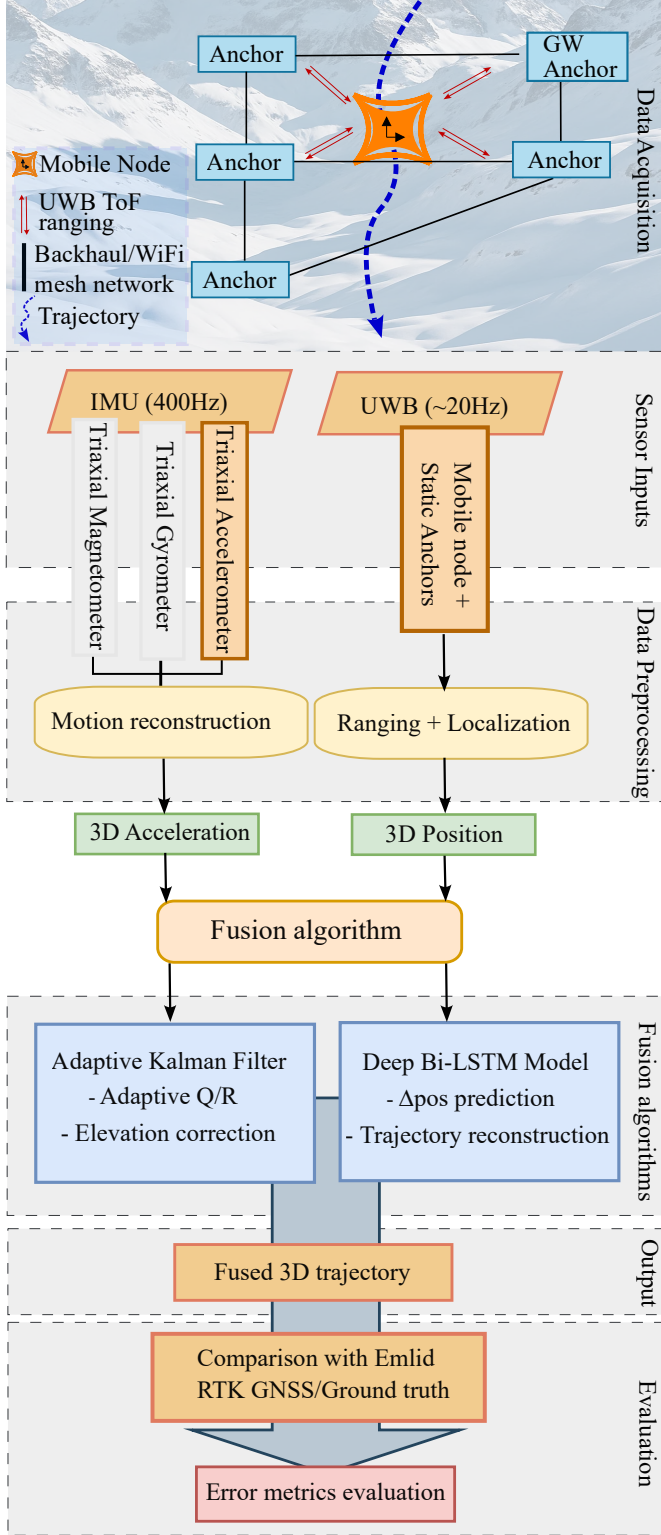 Anchor
GW
Anchor
Data Acquisition
Anchor
Anchor
Anchor
Mobile Node
UWB ToF
ranging
Backhaul/WiFi
mesh network
Trajectory
IMU (400Hz)
UWB (~20Hz)
Sensor Inputs
Triaxial Magnetometer
Triaxial Gyrometer
Triaxial Accelerometer
Mobile node +
Static Anchors
Data Preprocessing
Motion reconstruction
Ranging + Localization
3D Acceleration
3D Position
Fusion algorithm
Fusion algorithms
Adaptive Kalman Filter
- Adaptive Q/R
- Elevation correction
Deep Bi-LSTM Model
- Δpos prediction
- Trajectory reconstruction
Output
Fused 3D trajectory
Evaluation
Comparison with Emlid
RTK GNSS/Ground truth
Error metrics evaluation